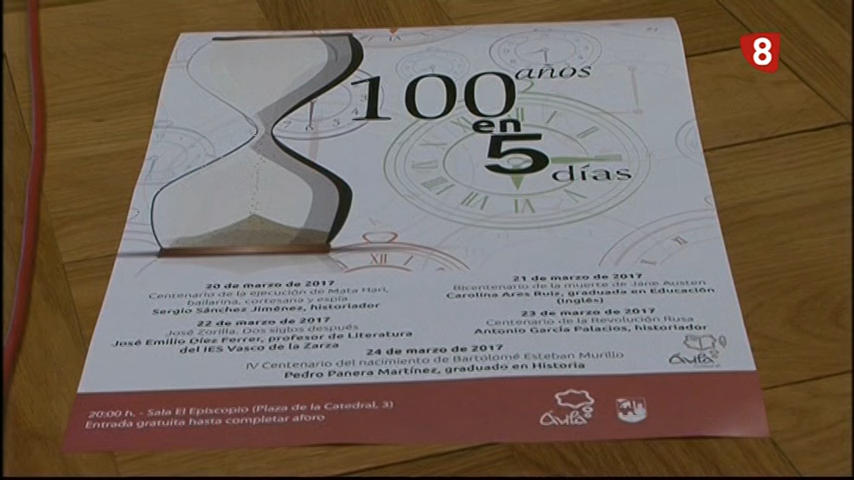 8
100 años
en
5
días
20 de marzo de 2017
Centenario de la ejecución de Mata Hari,
bailarina, cortesana y espía
Sergio Sánchez Jiménez, historiador
21 de marzo de 2017
Bicentenario de la muerte de Jane Austen
Carolina Ares Ruiz, graduada en Educación
(Inglés)
22 de marzo de 2017
José Zorilla. Dos siglos después
José Emilio Díez Ferrer, profesor de Literatura
del IES Vasco de la Zarza
23 de marzo de 2017
Centenario de la Revolución Rusa
Antonio García Palacios, historiador
24 de marzo de 2017
IV Centenario del nacimiento de Bartolomé Esteban Murillo
Pedro Panera Martínez, graduado en Historia
Ávila
20:00 h. - Sala El Episcopio (Plaza de la Catedral, 3)
Entrada gratuita hasta completar aforo
Ávila
XII